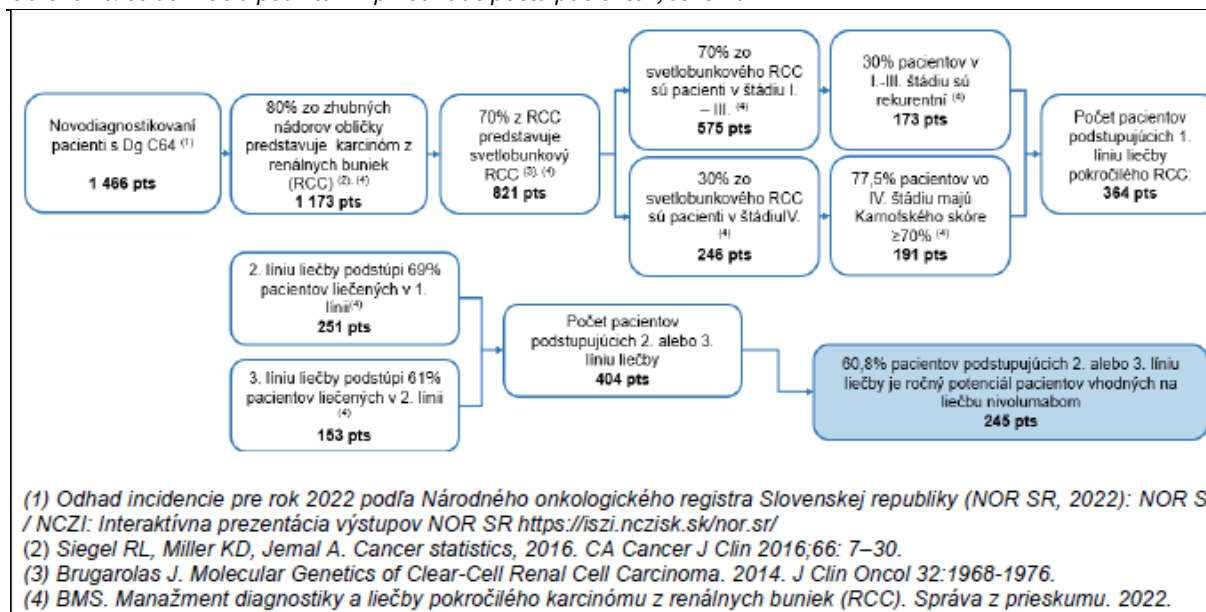 Novodiagnostikovaní
pacienti s Dg C64 (1)
1 466 pts
80% zo zhubných
nádorov obličky
predstavuje karcinóm z
renálnych buniek
(RCC) (2), (4)
1 173 pts
70% z RCC
predstavuje
svetlobunkový
RCC (3), (4)
821 pts
70% zo
svetlobunkového RCC
sú pacienti v štádiu I.
– III. (4)
575 pts
30% pacientov v
I.-III. štádiu sú
rekurentní (4)
173 pts
30% zo
svetlobunkového RCC
sú pacienti v štádiuIV.
(4)
246 pts
77,5% pacientov vo
IV. štádiu majú
Karnofského skóre
≥70% (4)
191 pts
Počet pacientov
podstupujúcich 1.
líniu liečby
pokročilého RCC:
364 pts
2. líniu liečby podstúpi 69%
pacientov liečených v 1.
línii(4)
251 pts
3. líniu liečby podstúpi 61%
pacientov liečených v 2. línii
(4)
153 pts
Počet pacientov
podstupujúcich 2. alebo 3.
líniu liečby
404 pts
60,8% pacientov podstupujúcich 2. alebo 3. líniu
liečby je ročný potenciál pacientov vhodných na
liečbu nivolumabom
245 pts
(1) Odhad incidencie pre rok 2022 podľa Národného onkologického registra Slovenskej republiky (NOR SR, 2022): NOR S
/ NCZI: Interaktívna prezentácia výstupov NOR SR https://iszi.nczisk.sk/nor.sr/
(2) Siegel RL, Miller KD, Jemal A. Cancer statistics, 2016. CA Cancer J Clin 2016;66: 7–30.
(3) Brugarolas J. Molecular Genetics of Clear-Cell Renal Cell Carcinoma. 2014. J Clin Oncol 32:1968-1976.
(4) BMS. Manažment diagnostiky a liečby pokročilého karcinómu z renálnych buniek (RCC). Správa z prieskumu. 2022.